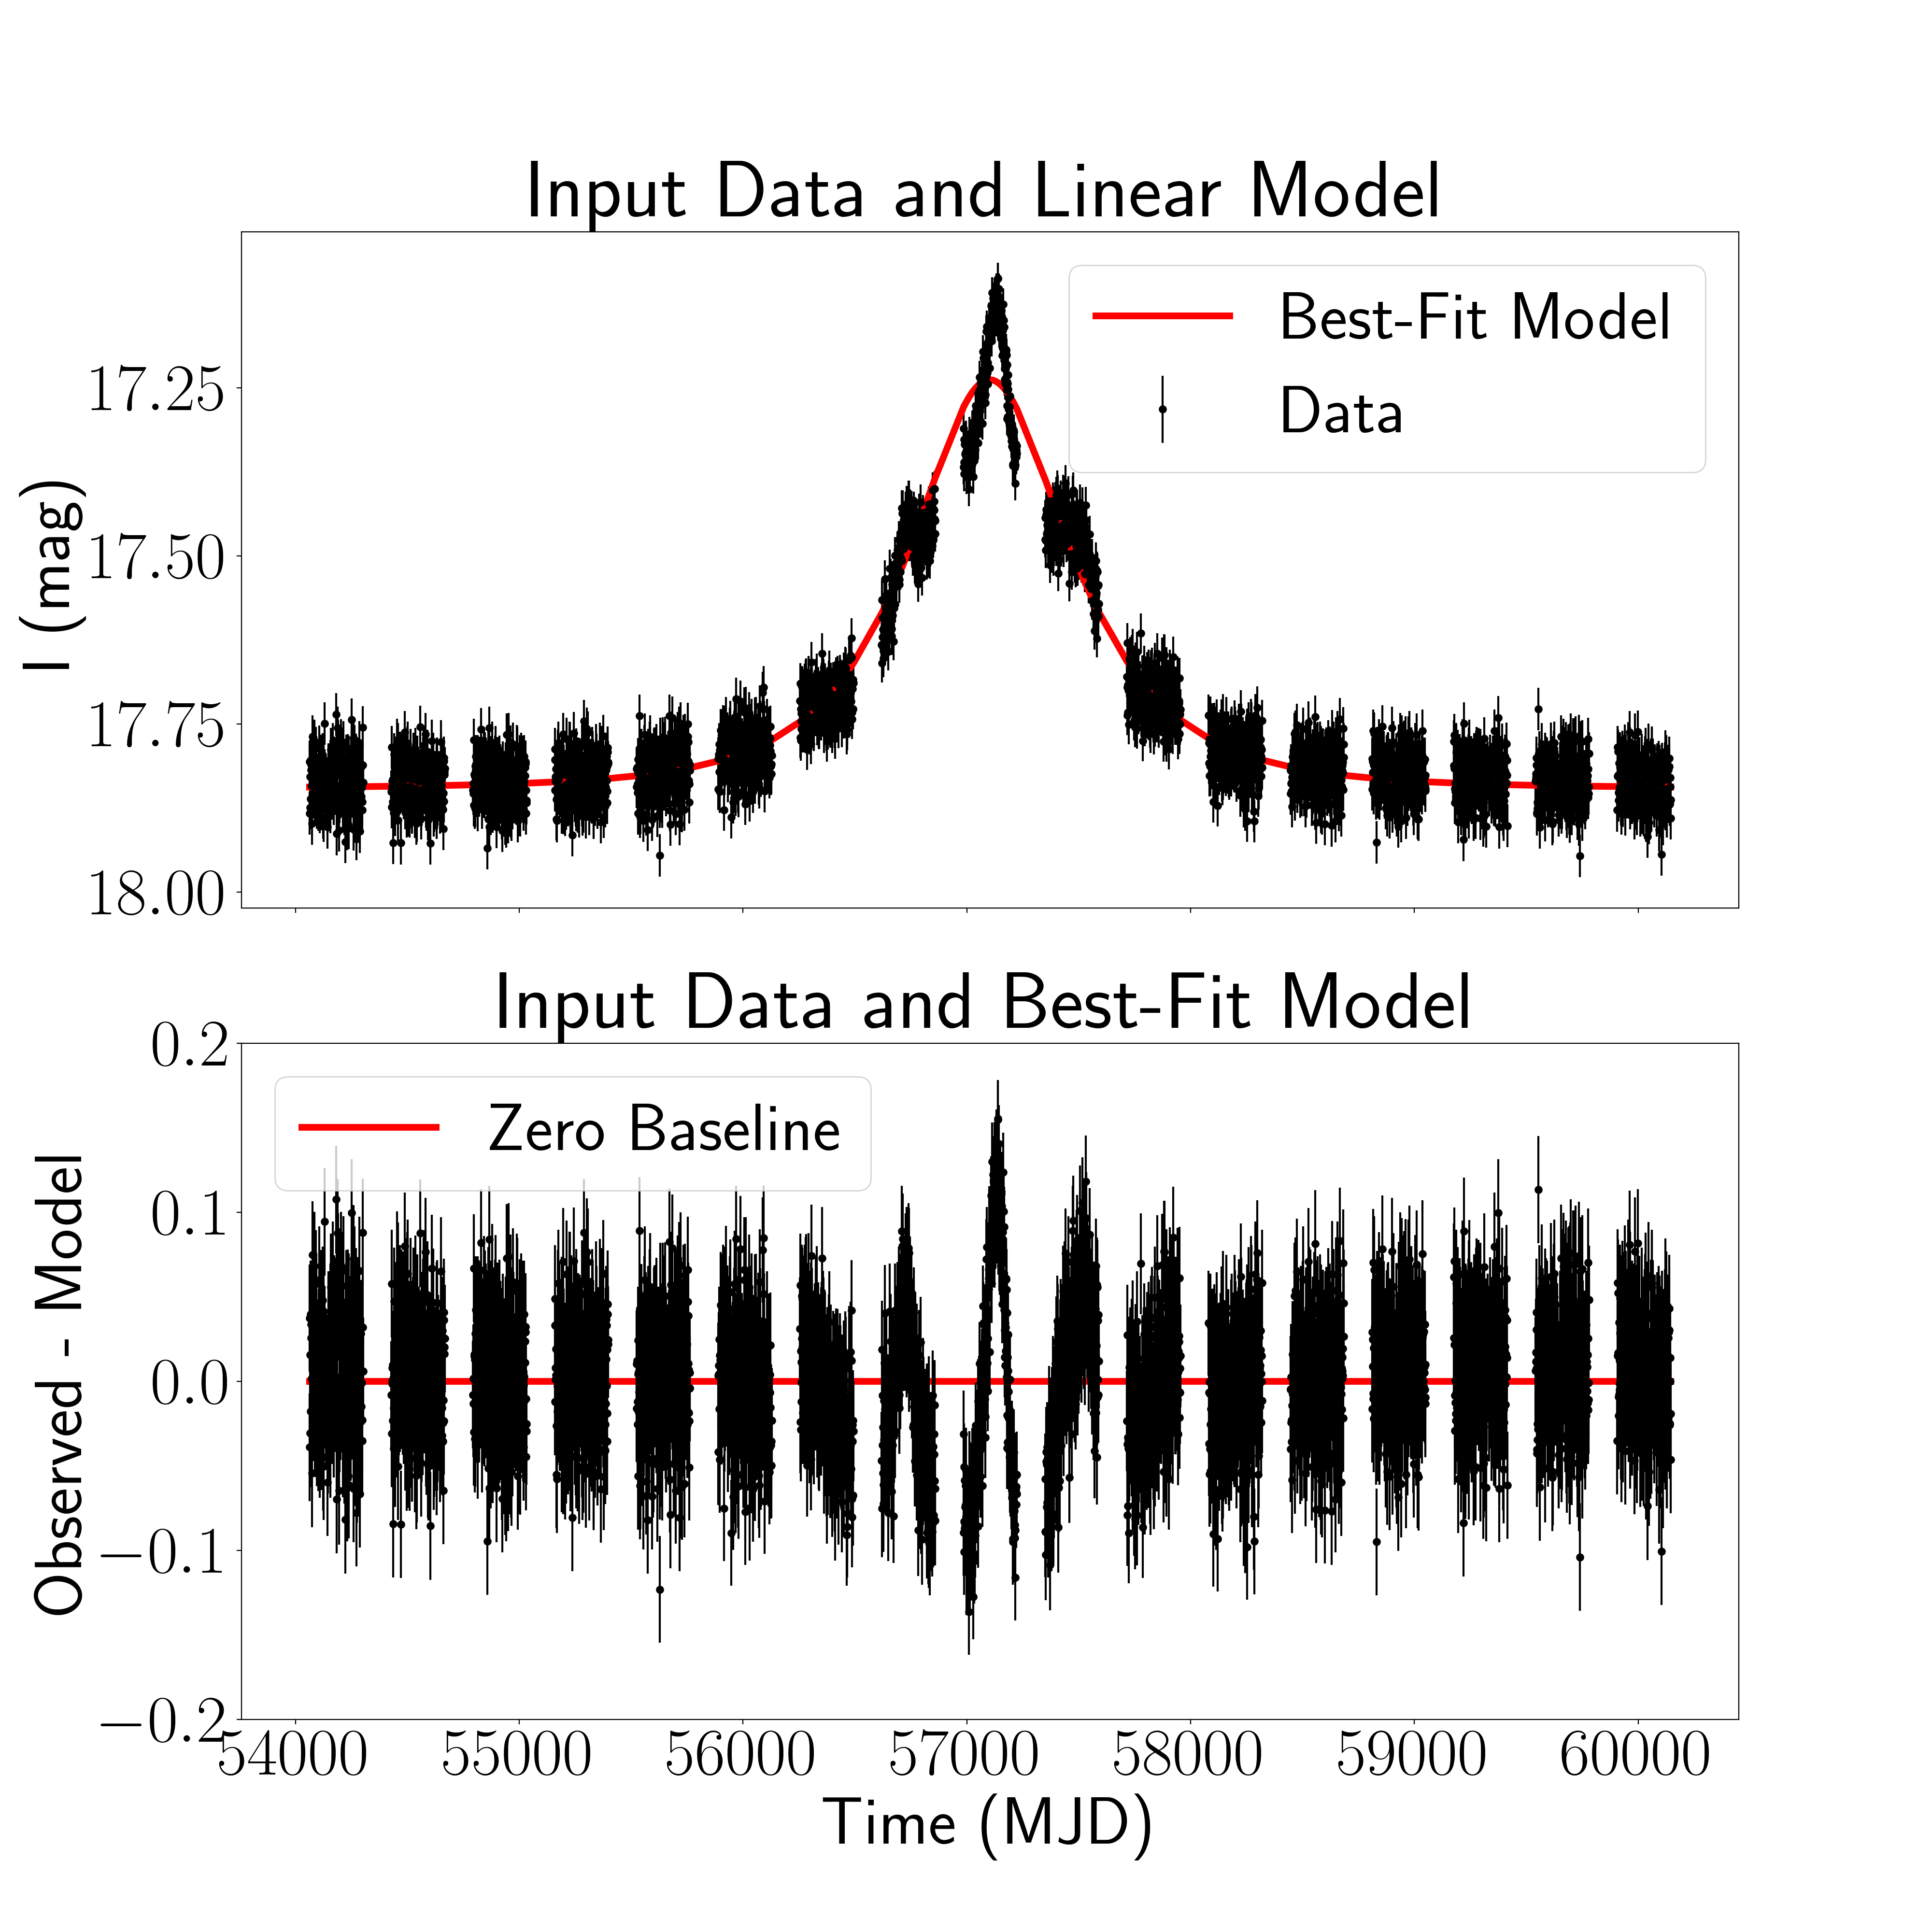 Input Data and Linear Model
Best-Fit Model
Data
I (mag)
17.25
17.50
17.75
18.00
Input Data and Best-Fit Model
Zero Baseline
Observed - Model
0.2
0.1
0.0
−0.1
−0.2
54000 55000 56000 57000 58000 59000 60000
Time (MJD)